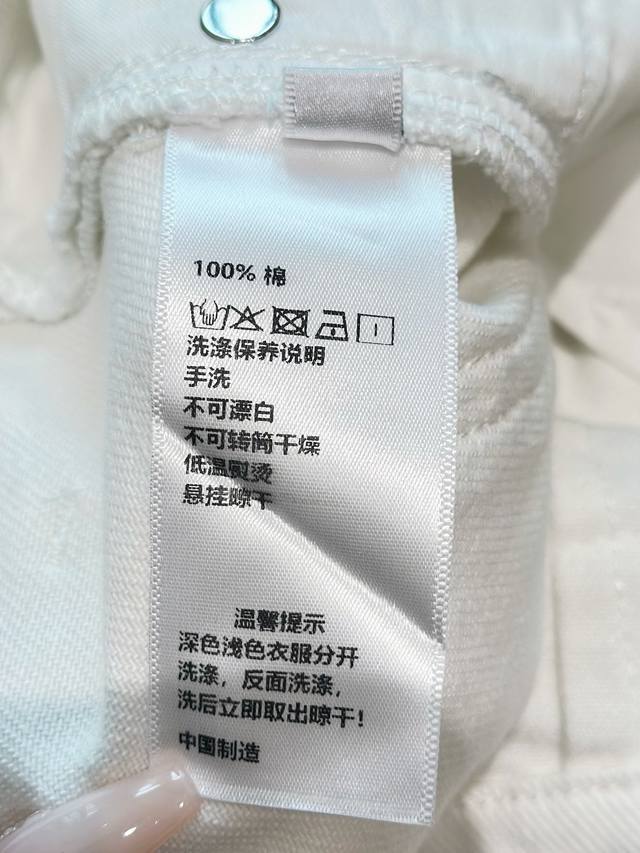 100% 棉
洗涤保养说明
手洗
不可漂白
不可转筒干燥
低温熨烫
悬挂晾干
温馨提示
深色浅色衣服分开
洗涤，反面洗涤，
洗后立即取出晾干！
中国制造